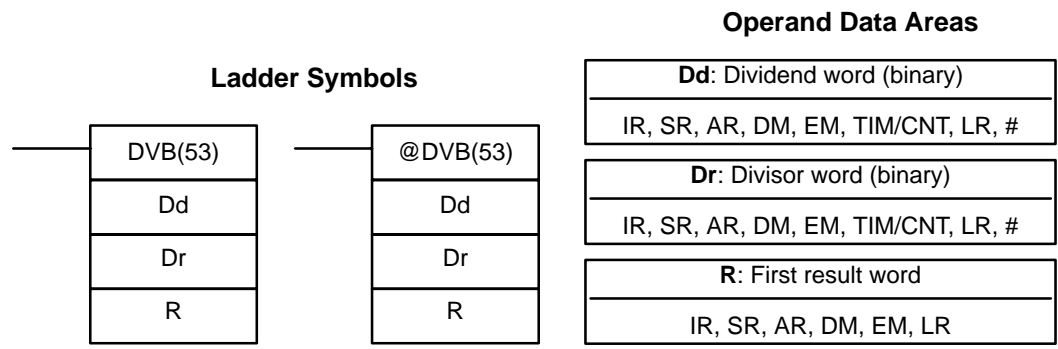 Ladder Symbols
DVB(53)
Dd
Dr
R
@DVB(53)
Dd
Dr
R
Operand Data Areas
Dd: Dividend word (binary)
IR, SR, AR, DM, EM, TIM/CNT, LR, #
Dr: Divisor word (binary)
IR, SR, AR, DM, EM, TIM/CNT, LR, #
R: First result word
IR, SR, AR, DM, EM, LR